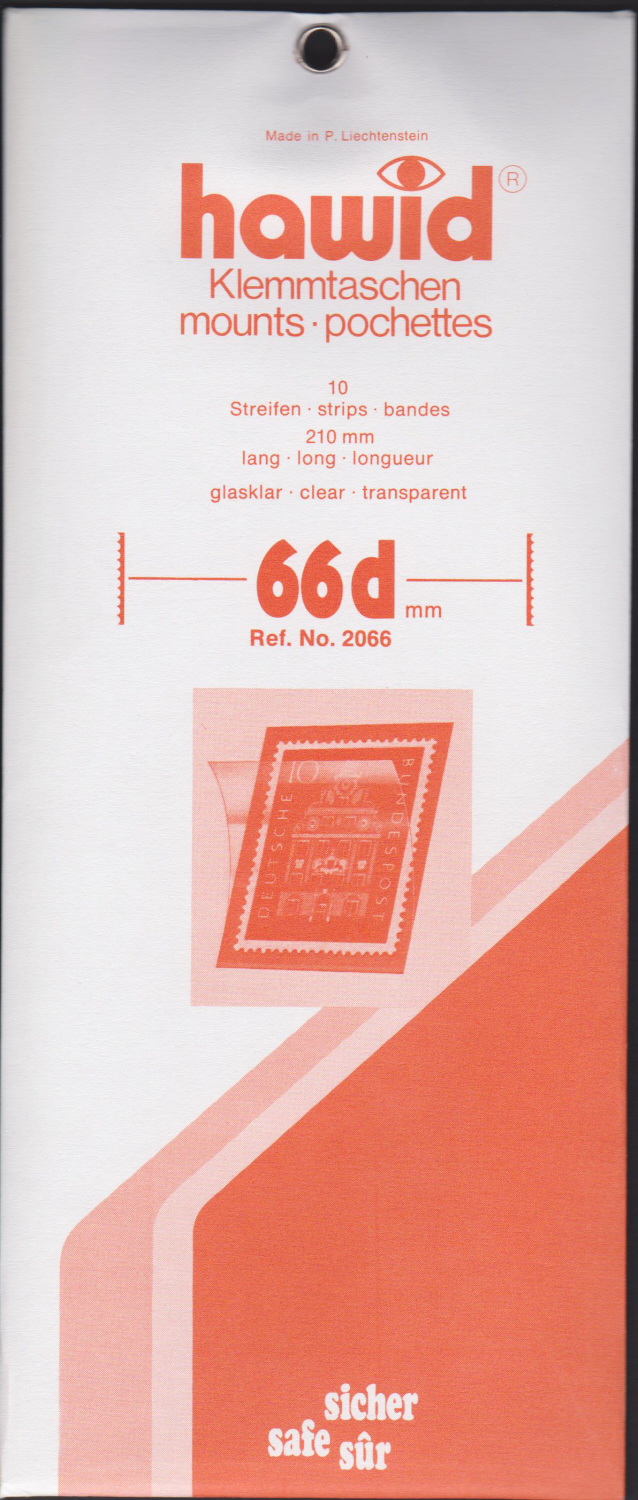 Made in P. Liechtenstein
hawid ®
Klemmtaschen
mounts · pochettes
10
Streifen · strips · bandes
210 mm
lang · long · longueur
glasklar · clear · transparent
66 d mm
Ref. No. 2066
10
DEUTSCHE
BUNDESPOST
sicher
safe sûr